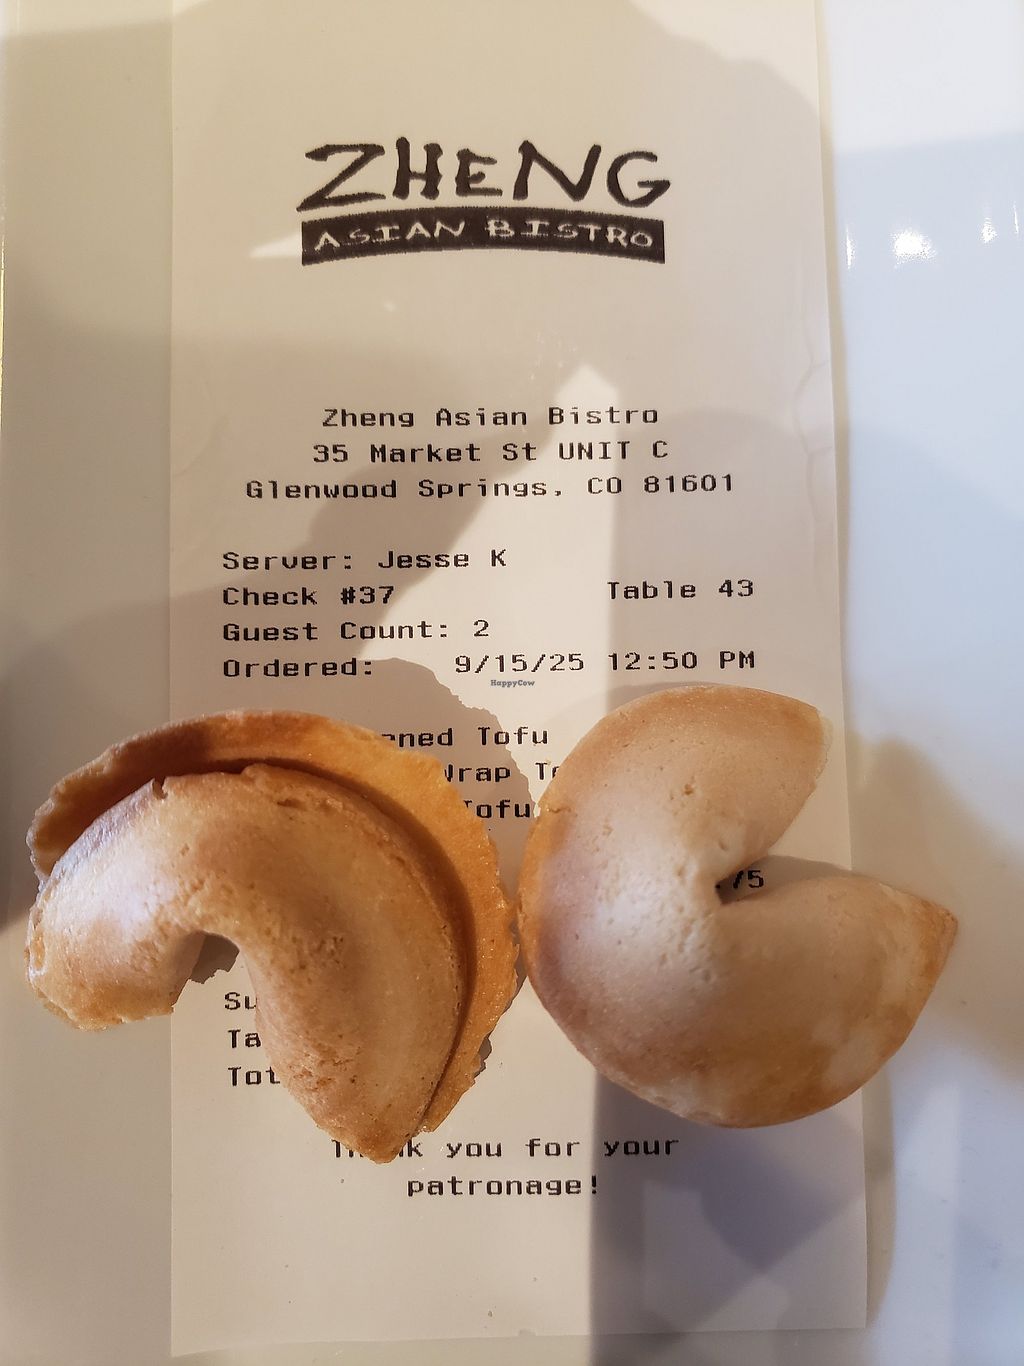 ZHENG
ASIAN BISTRO
Zheng Asian Bistro
35 Market St UNIT C
Glenwood Springs, CO 81601
Server: Jesse K
Check #37 Table 43
Guest Count: 2
Ordered: 9/15/25 12:50 PM
HappyCow
Tofu
Wrap
Tofu
you for your
patronage!